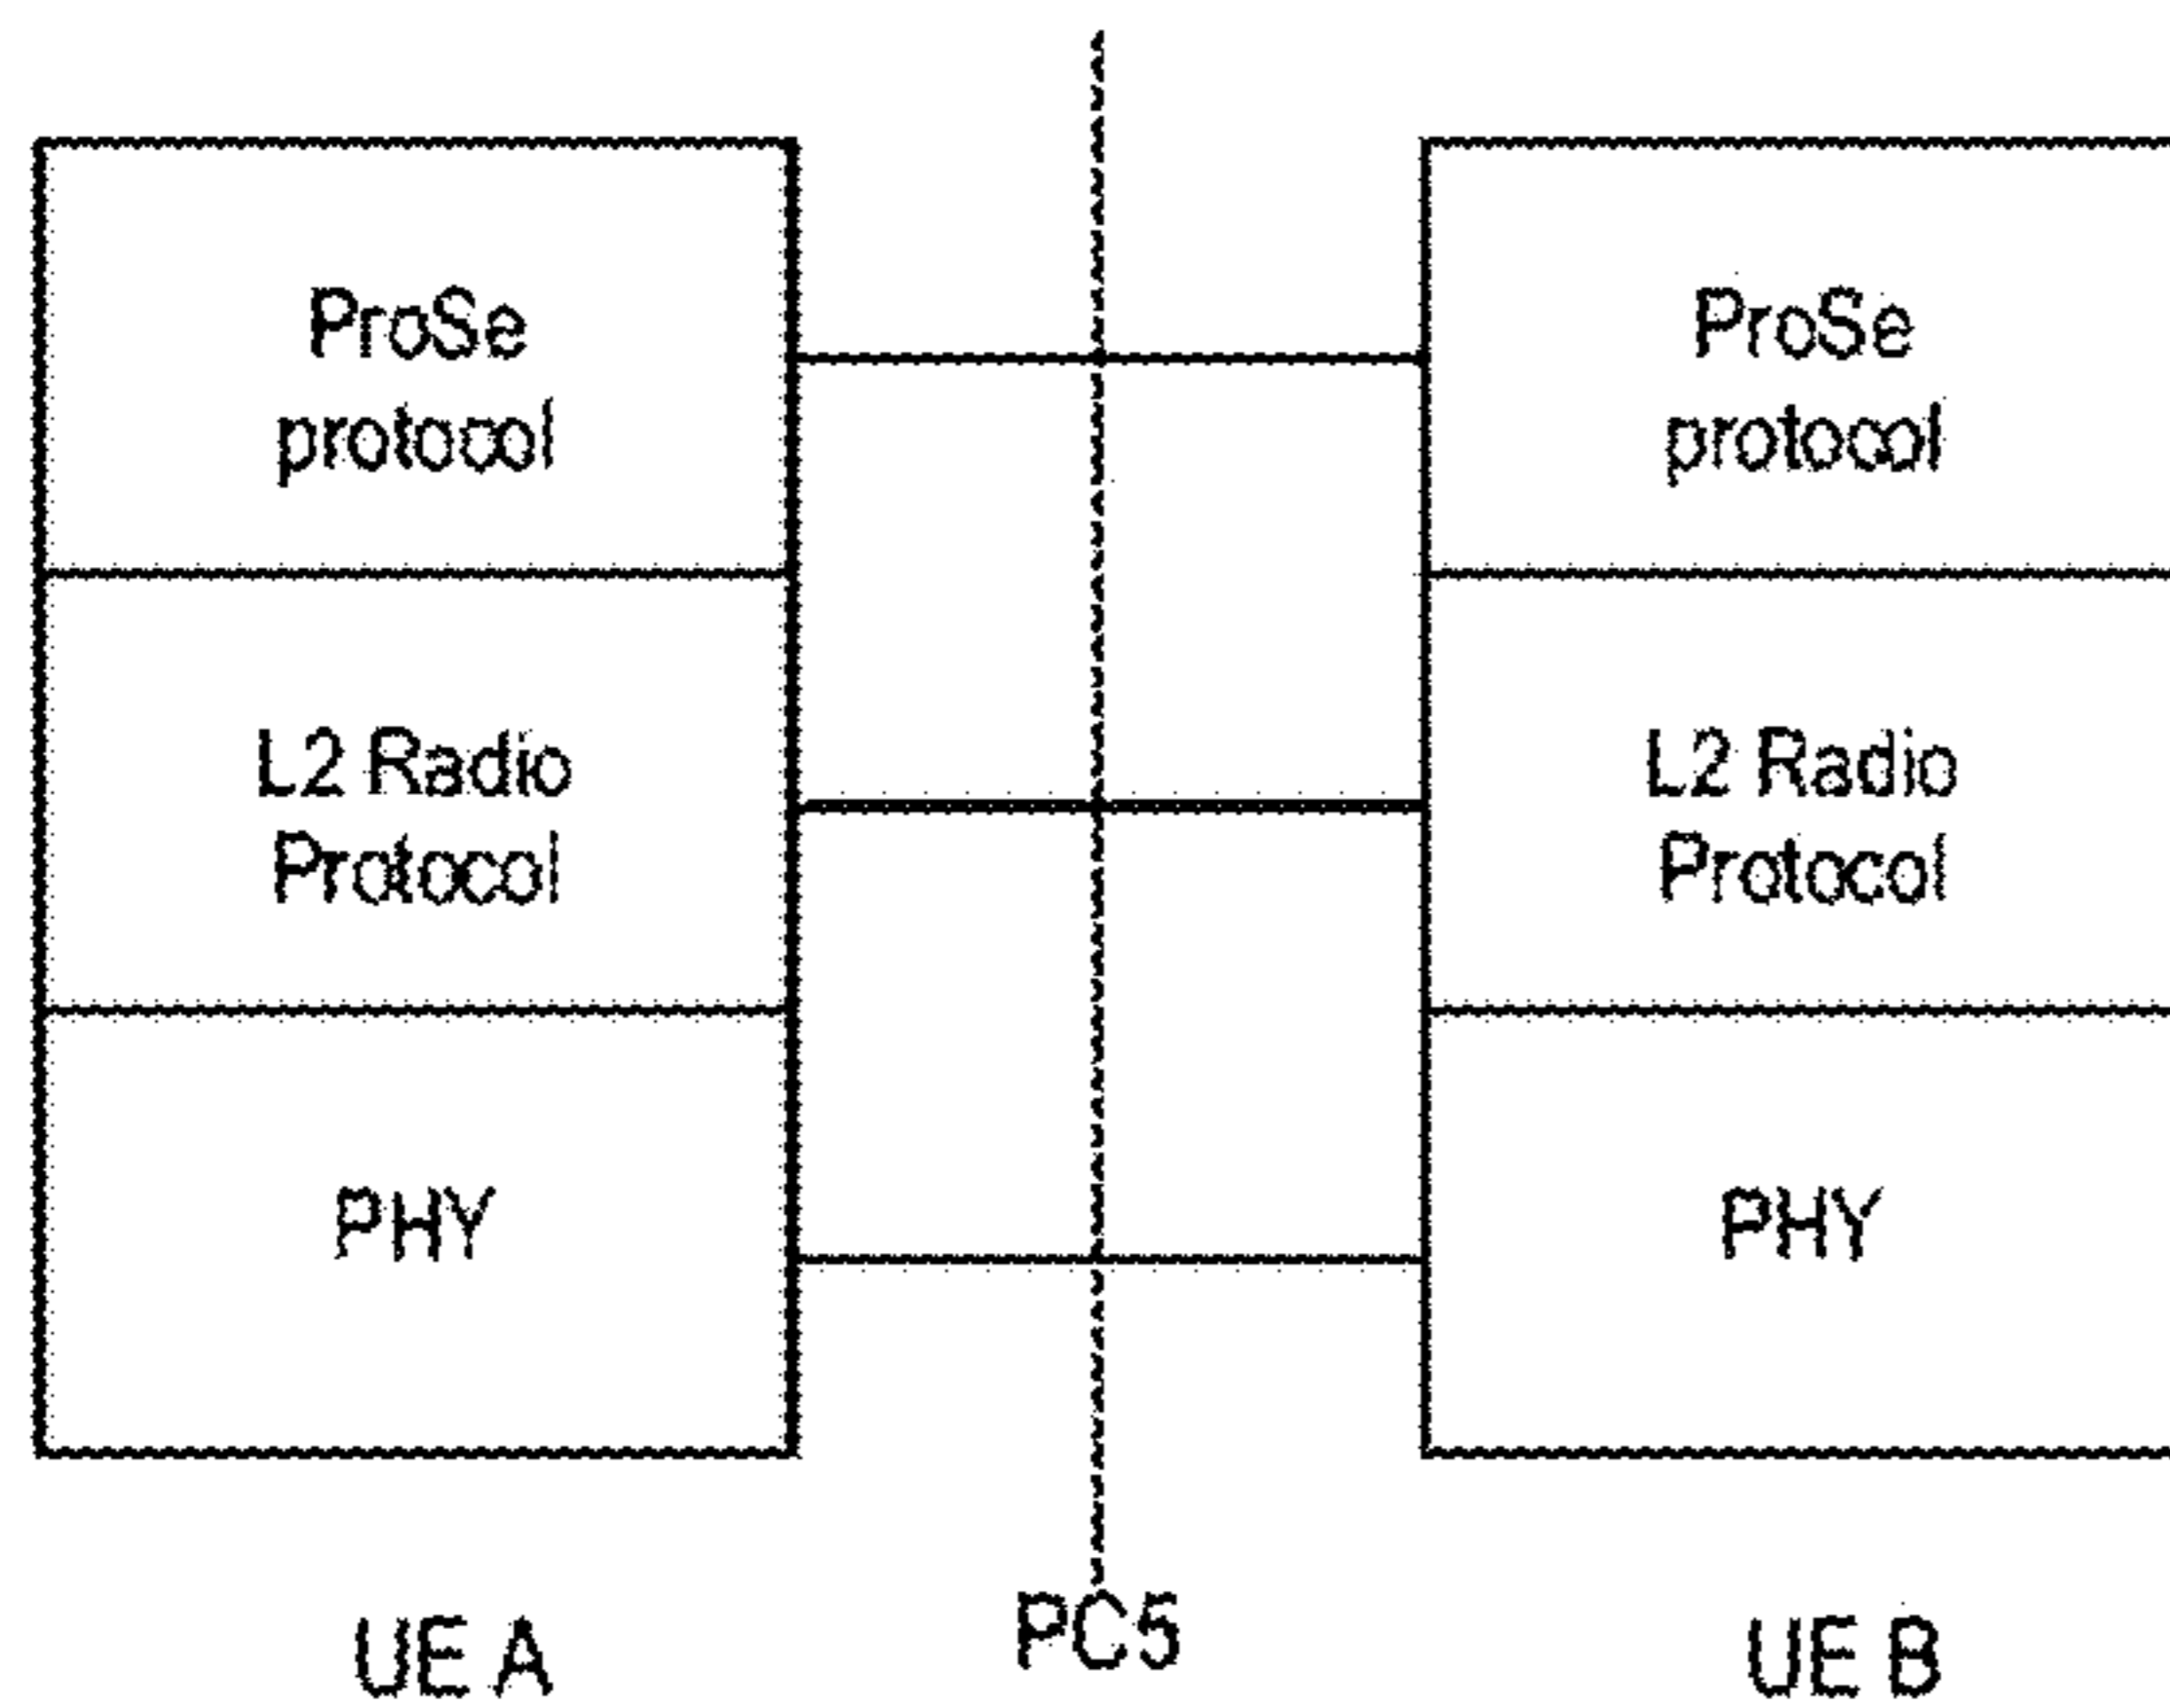 ProSe
protocol
ProSe
protocol
L2 Radio
Protocol
L2 Radio
Protocol
PHY
PHY
UE A
PC5
UE B